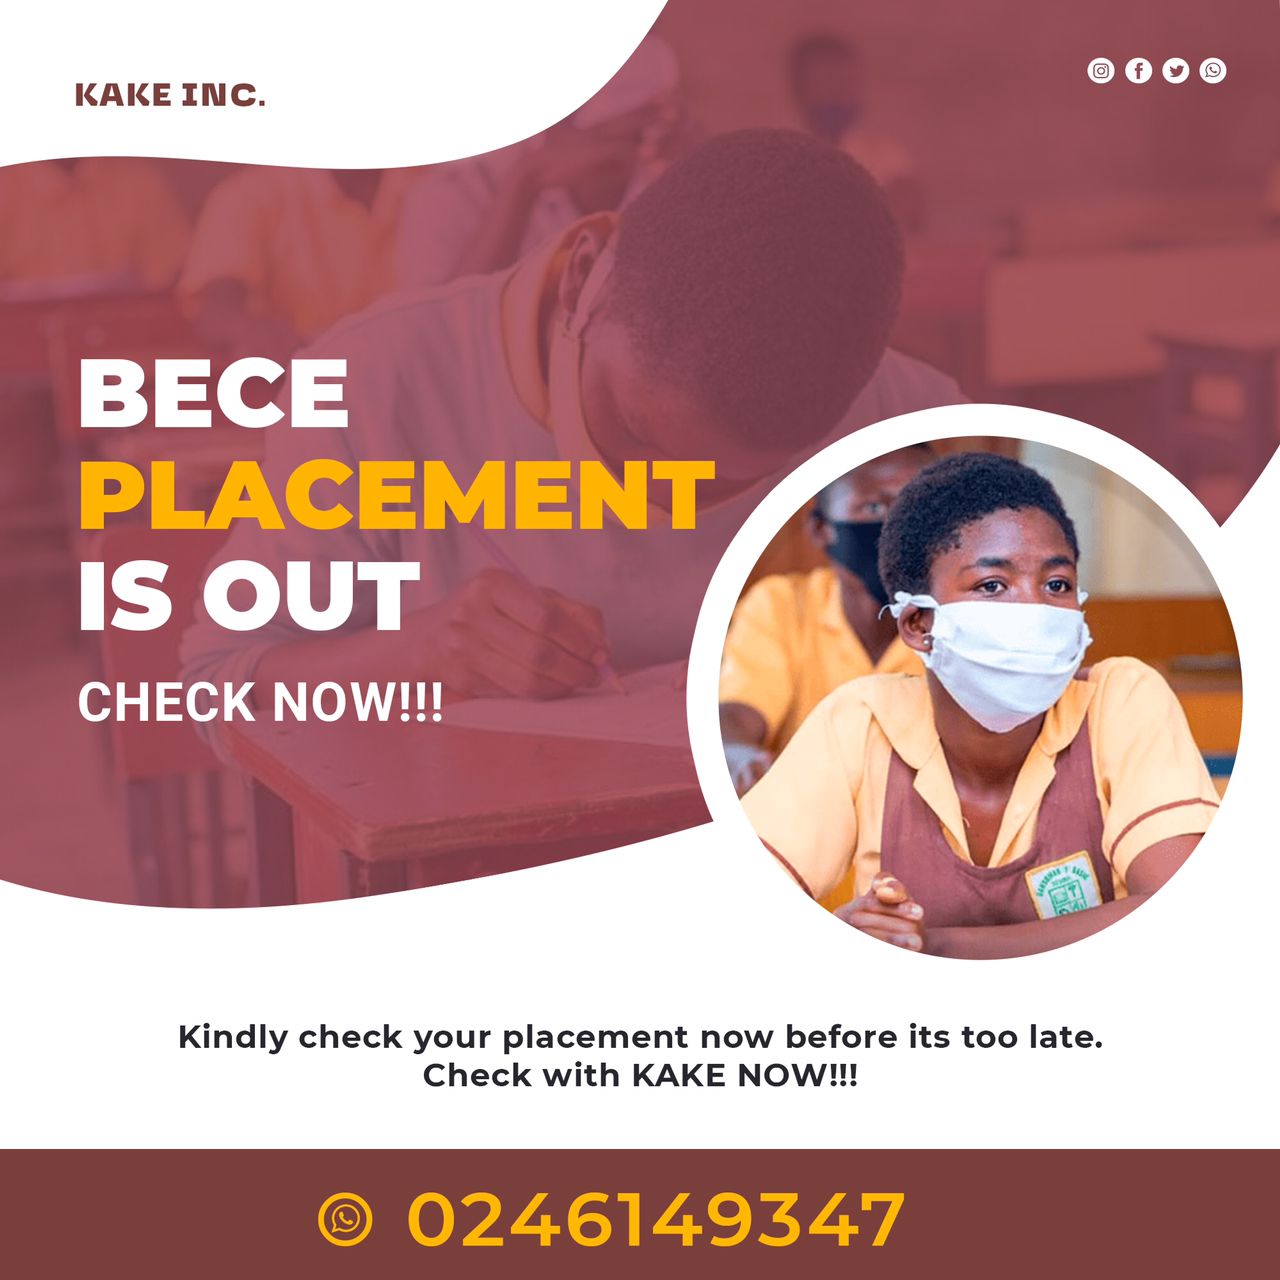 KAKE INC.
BECE
PLACEMENT
IS OUT
CHECK NOW!!!
Kindly check your placement now before its too late.
Check with KAKE NOW!!!
0246149347